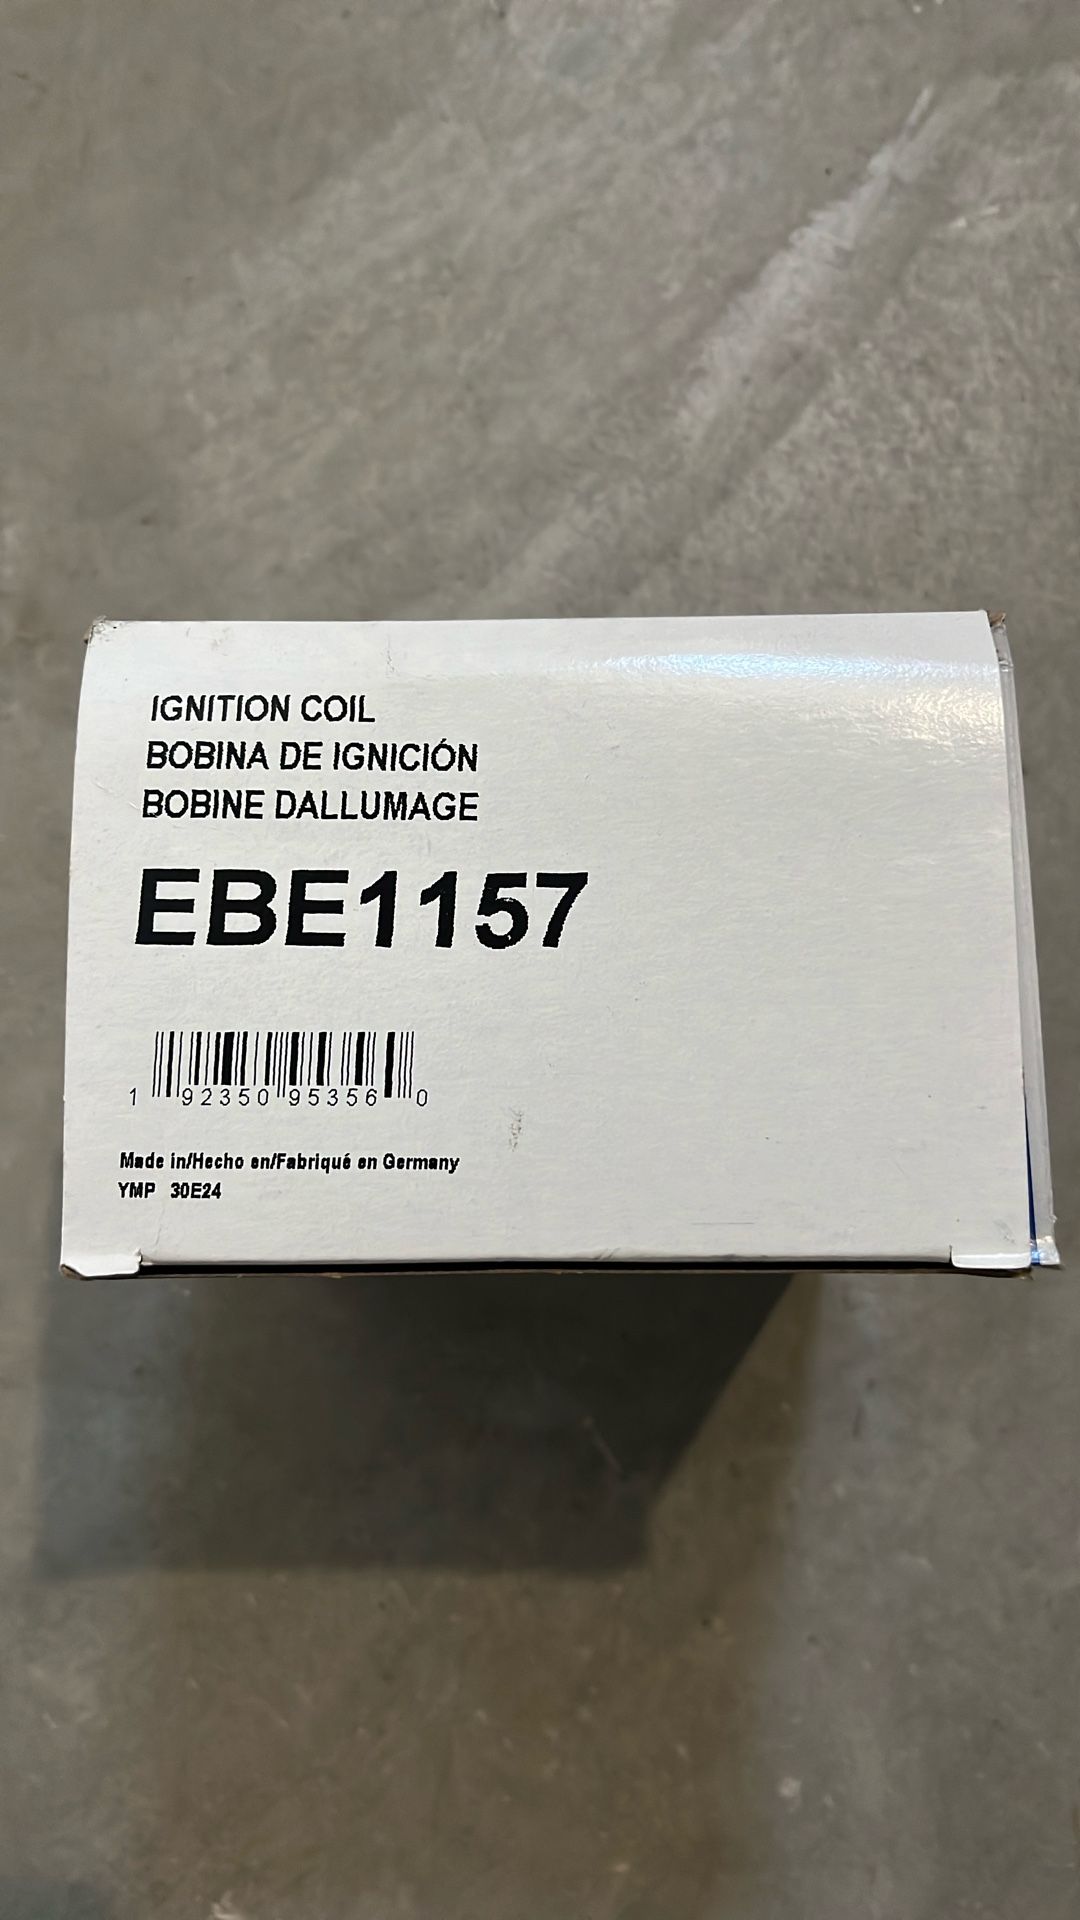 IGNITION COIL
BOBINA DE IGNICIÓN
BOBINE DALLUMAGE
EBE1157
1 92350 95356 0
Made in/Hecho en/Fabriqué en Germany
YMP 30E24